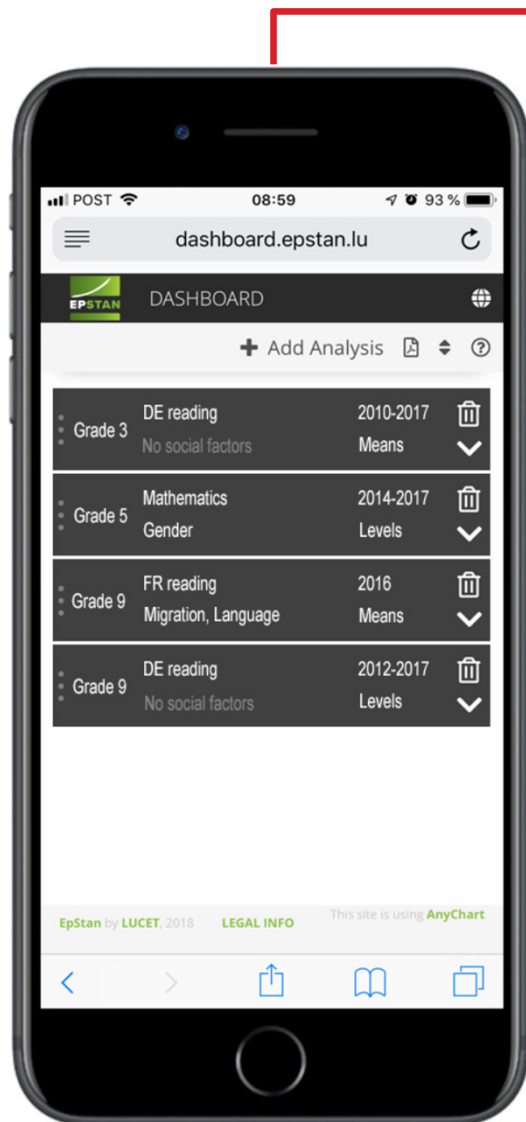 POST 08:59 93 %
dashboard.epstan.lu
EPSTAN DASHBOARD
Add Analysis
Grade 3
DE reading 2010-2017
No social factors Means
Grade 5
Mathematics 2014-2017
Gender Levels
Grade 9
FR reading 2016
Migration, Language Means
Grade 9
DE reading 2012-2017
No social factors Levels
EpStan by LUCET, 2018 LEGAL INFO This site is using AnyChart